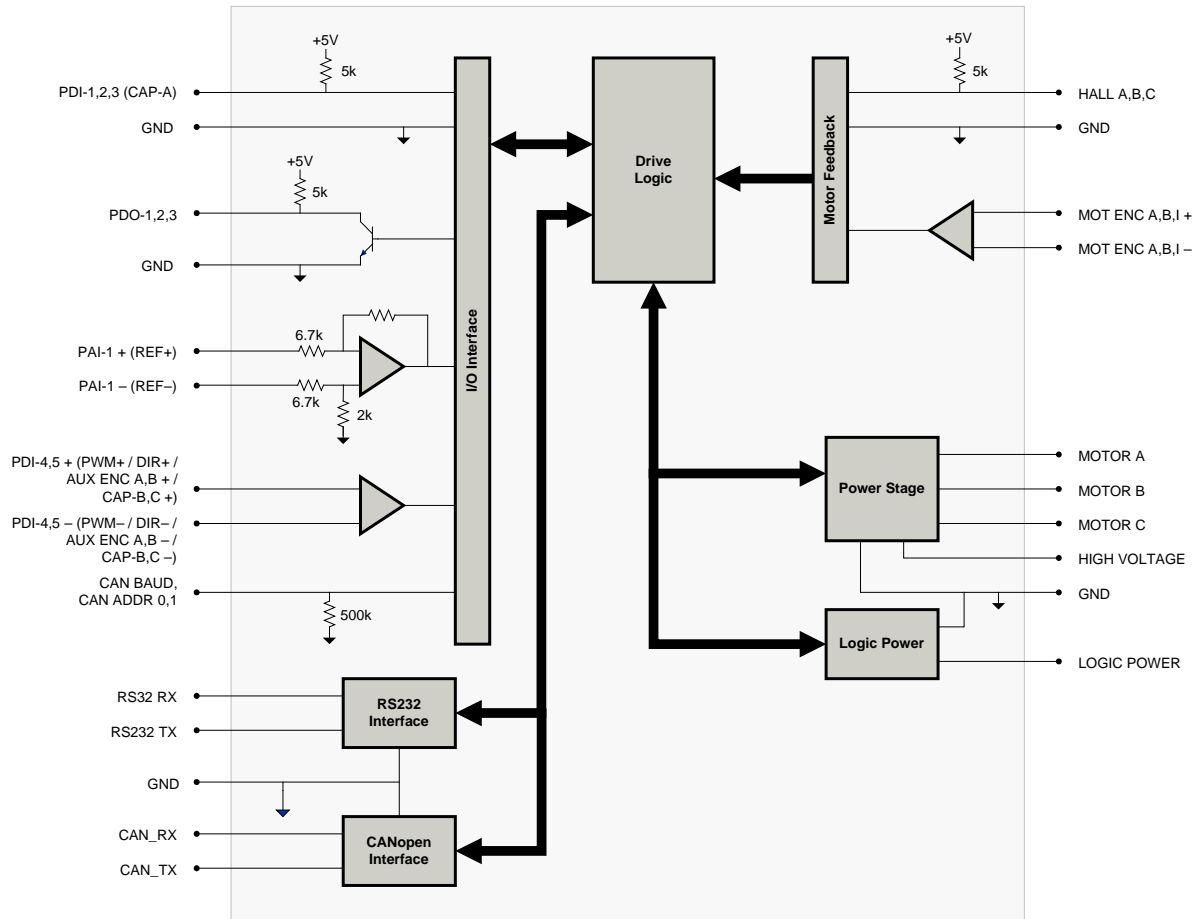 +5V
5k
PDI-1,2,3 (CAP-A)
GND
+5V
5k
PDO-1,2,3
GND
6.7k
PAI-1 + (REF+)
PAI-1 – (REF–)
6.7k
2k
PDI-4,5 + (PWM+ / DIR+ /
AUX ENC A,B + /
CAP-B,C +)
PDI-4,5 – (PWM– / DIR– /
AUX ENC A,B – /
CAP-B,C –)
CAN BAUD,
CAN ADDR 0,1
500k
I/O Interface
RS32 RX
RS232 TX
RS232
Interface
GND
CAN_RX
CAN_TX
CANopen
Interface
Drive
Logic
Motor Feedback
+5V
5k
HALL A,B,C
GND
MOT ENC A,B,I +
MOT ENC A,B,I –
Power Stage
MOTOR A
MOTOR B
MOTOR C
HIGH VOLTAGE
GND
Logic Power
LOGIC POWER